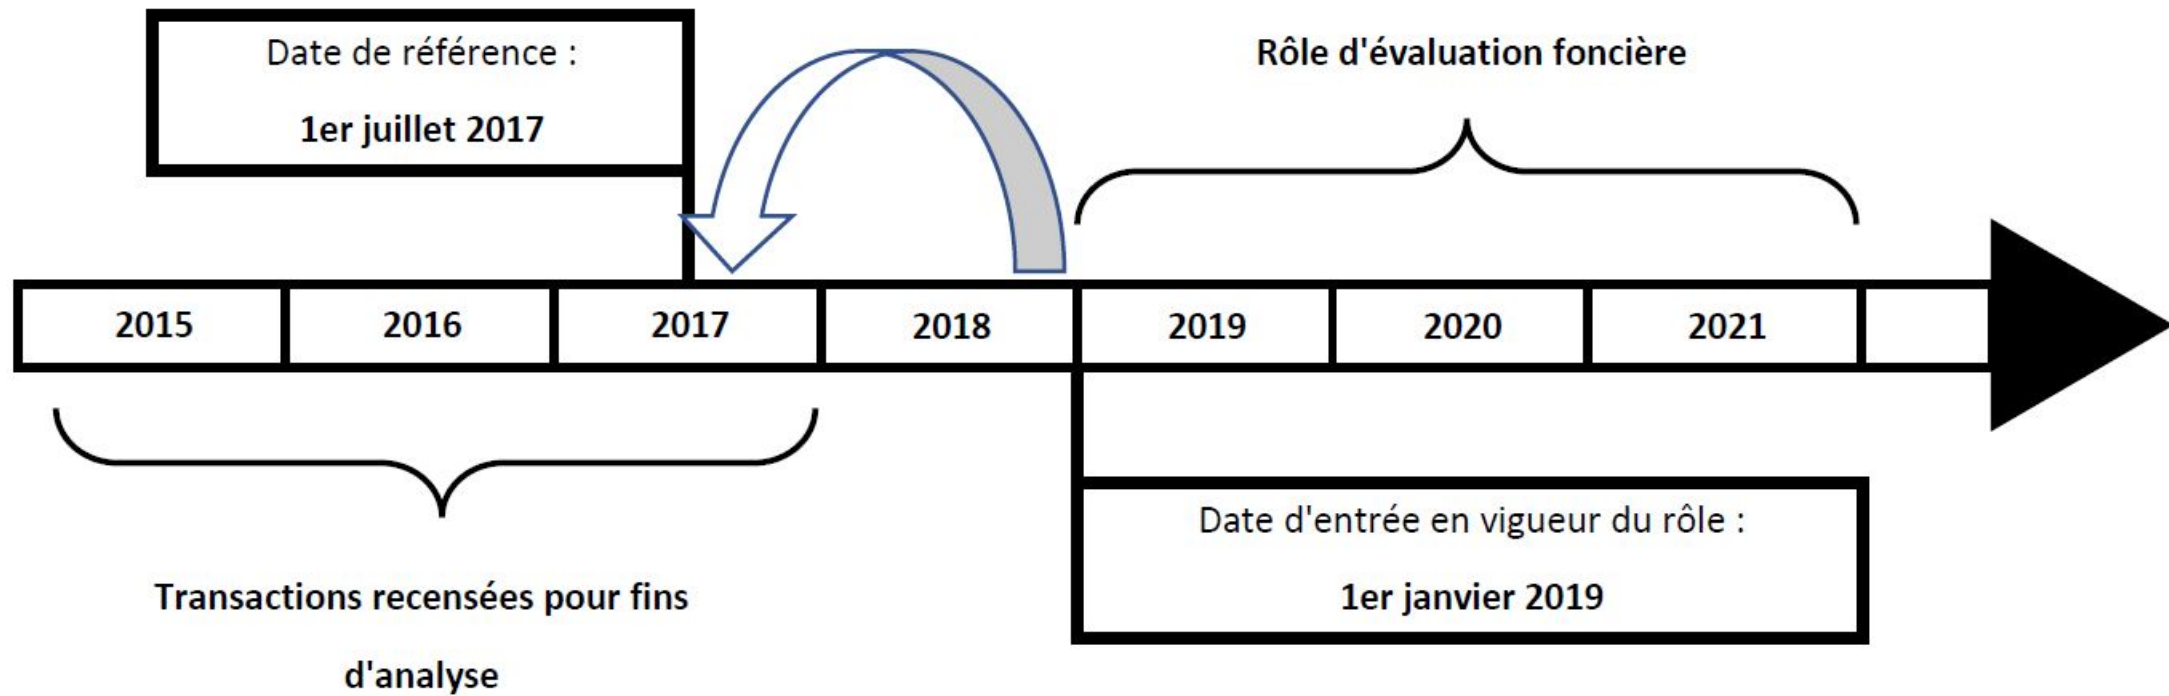 Date de référence :
1er juillet 2017
Rôle d'évaluation foncière
2015 2016 2017 2018 2019 2020 2021
Transactions recensées pour fins
d'analyse
Date d'entrée en vigueur du rôle :
1er janvier 2019